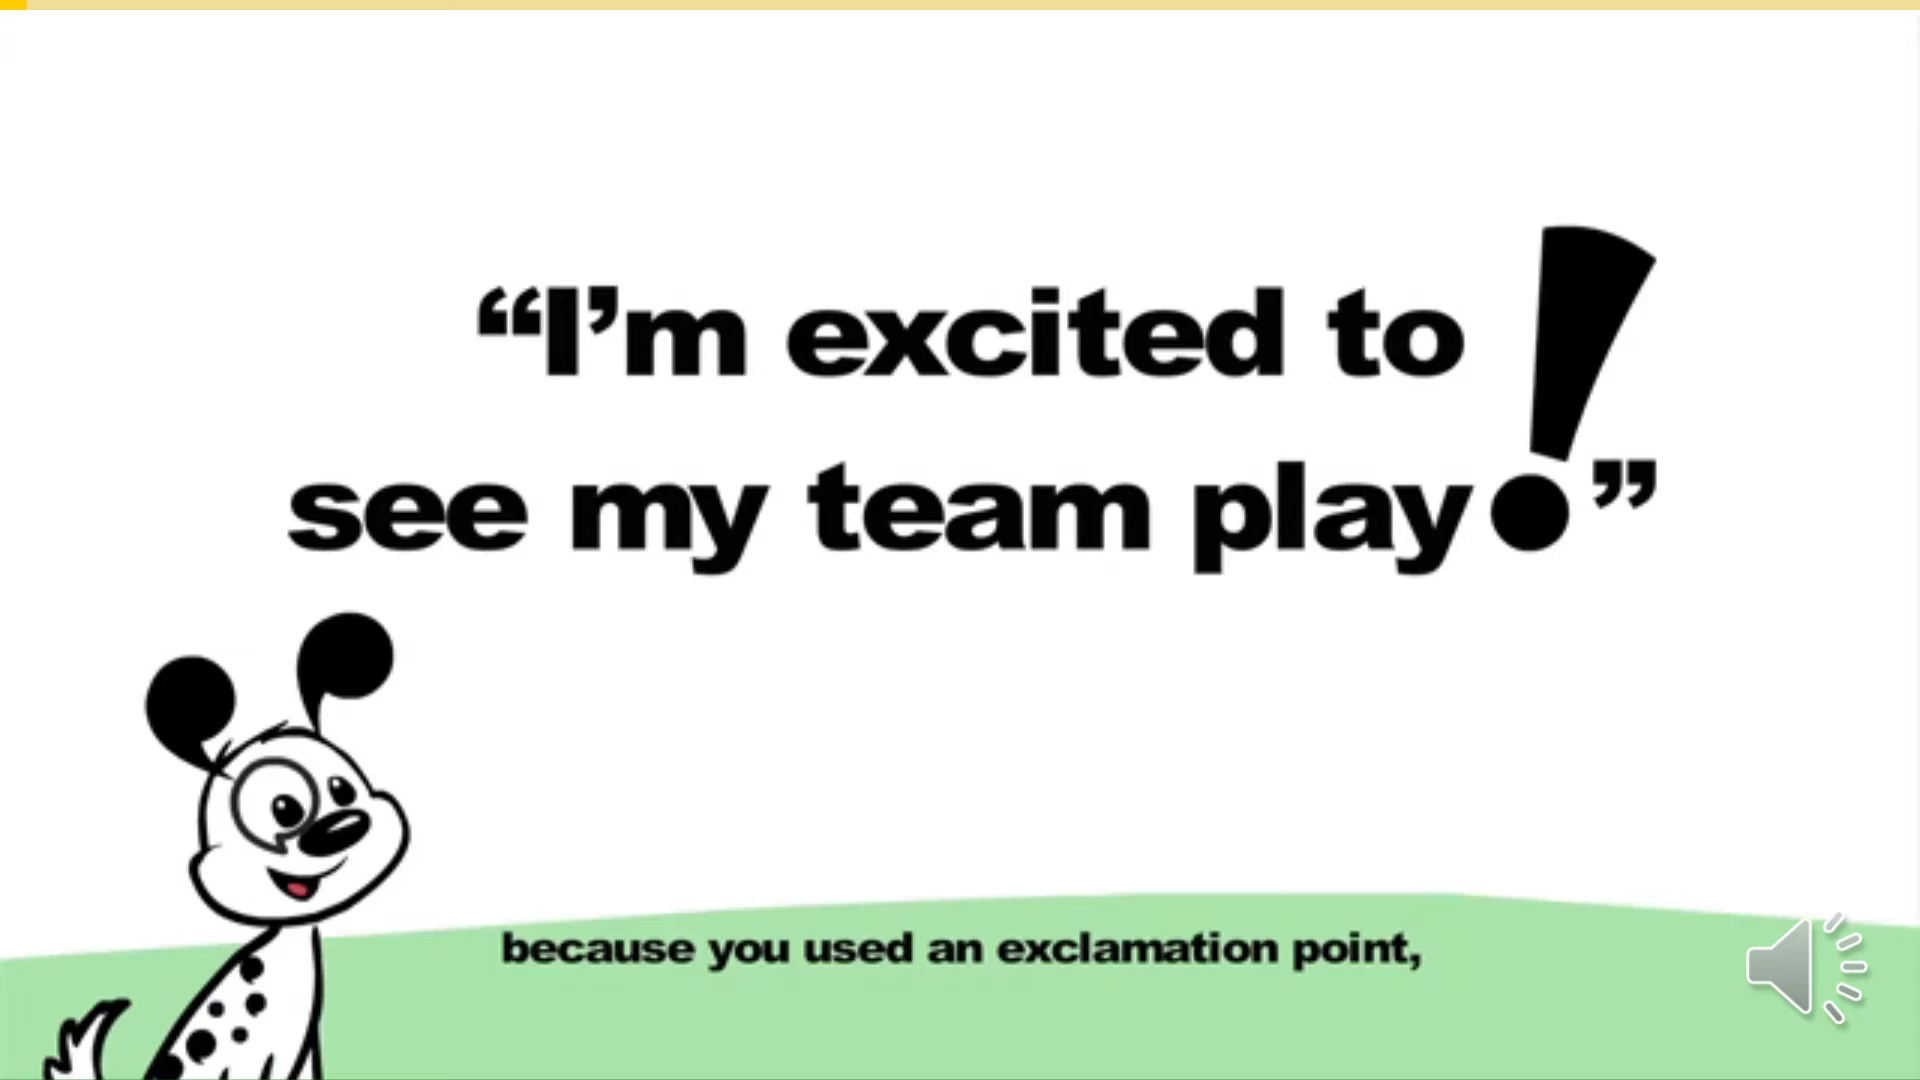 “I’m excited to
see my team play!”
because you used an exclamation point,